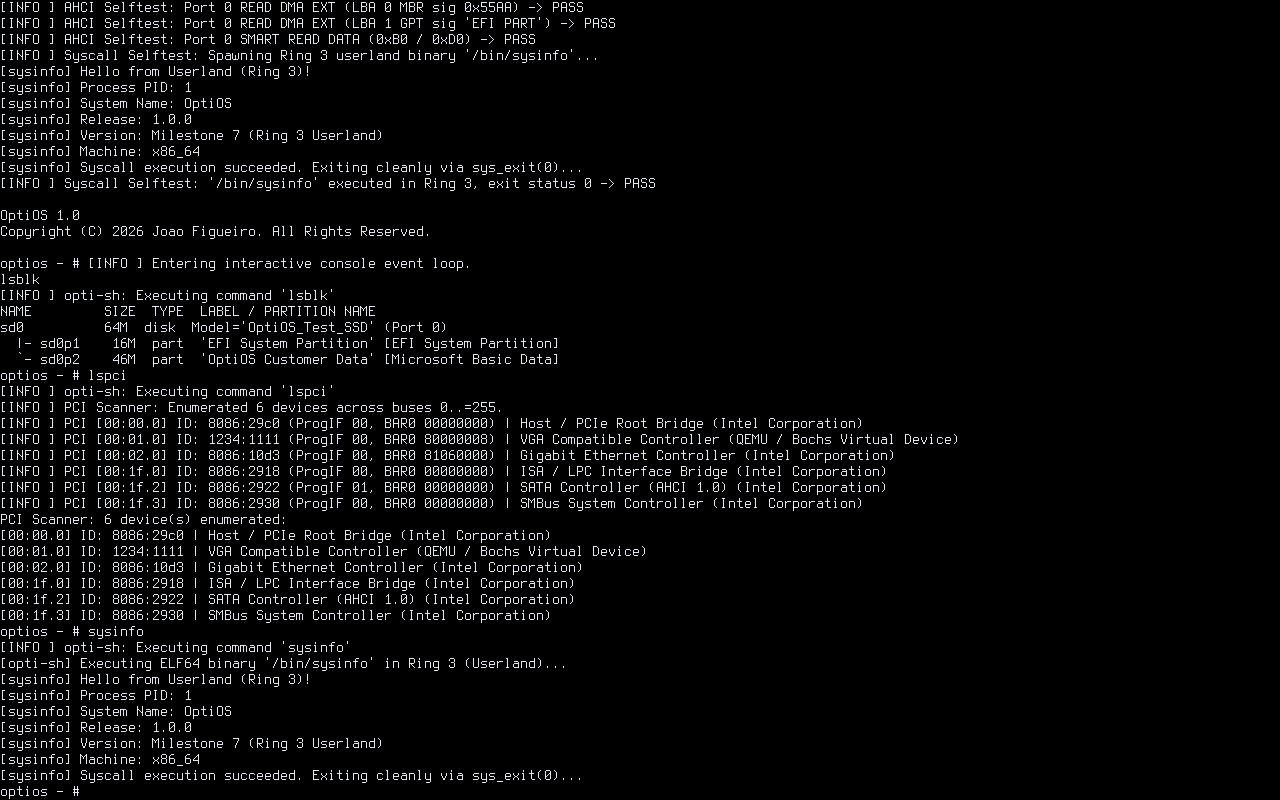 [INFO ] AHCI Selftest: Port 0 READ DMA EXT (LBA 0 MBR sig 0x55AA) -> PASS
[INFO ] AHCI Selftest: Port 0 READ DMA EXT (LBA 1 GPT sig 'EFI PART') -> PASS
[INFO ] AHCI Selftest: Port 0 SMART READ DATA (0xB0 / 0xD0) -> PASS
[INFO ] Syscall Selftest: Spawning Ring 3 userland binary '/bin/sysinfo'...
[sysinfo] Hello from Userland (Ring 3)!
[sysinfo] Process PID: 1
[sysinfo] System Name: OptiOS
[sysinfo] Release: 1.0.0
[sysinfo] Version: Milestone 7 (Ring 3 Userland)
[sysinfo] Machine: x86_64
[sysinfo] Syscall execution succeeded. Exiting cleanly via sys_exit(0)...
[INFO ] Syscall Selftest: '/bin/sysinfo' executed in Ring 3, exit status 0 -> PASS

OptiOS 1.0
Copyright (C) 2026 Joao Figueiro. All Rights Reserved.

optios - # [INFO ] Entering interactive console event loop.
lsblk
[INFO ] opti-sh: Executing command 'lsblk'
NAME         SIZE  TYPE  LABEL / PARTITION NAME
sd0          64M  disk  Model='OptiOS_Test_SSD' (Port 0)
  |- sd0p1    16M  part  'EFI System Partition' [EFI System Partition]
  `- sd0p2    46M  part  'OptiOS Customer Data' [Microsoft Basic Data]
optios - # lspci
[INFO ] opti-sh: Executing command 'lspci'
[INFO ] PCI Scanner: Enumerated 6 devices across buses 0..=255.
[INFO ] PCI [00:00.0] ID: 8086:29c0 (ProgIF 00, BAR0 00000000) | Host / PCIe Root Bridge (Intel Corporation)
[INFO ] PCI [00:01.0] ID: 1234:1111 (ProgIF 00, BAR0 80000008) | VGA Compatible Controller (QEMU / Bochs Virtual Device)
[INFO ] PCI [00:02.0] ID: 8086:10d3 (ProgIF 00, BAR0 81060000) | Gigabit Ethernet Controller (Intel Corporation)
[INFO ] PCI [00:1f.0] ID: 8086:2918 (ProgIF 00, BAR0 00000000) | ISA / LPC Interface Bridge (Intel Corporation)
[INFO ] PCI [00:1f.2] ID: 8086:2922 (ProgIF 01, BAR0 00000000) | SATA Controller (AHCI 1.0) (Intel Corporation)
[INFO ] PCI [00:1f.3] ID: 8086:2930 (ProgIF 00, BAR0 00000000) | SMBus System Controller (Intel Corporation)
PCI Scanner: 6 device(s) enumerated:
[00:00.0] ID: 8086:29c0 | Host / PCIe Root Bridge (Intel Corporation)
[00:01.0] ID: 1234:1111 | VGA Compatible Controller (QEMU / Bochs Virtual Device)
[00:02.0] ID: 8086:10d3 | Gigabit Ethernet Controller (Intel Corporation)
[00:1f.0] ID: 8086:2918 | ISA / LPC Interface Bridge (Intel Corporation)
[00:1f.2] ID: 8086:2922 | SATA Controller (AHCI 1.0) (Intel Corporation)
[00:1f.3] ID: 8086:2930 | SMBus System Controller (Intel Corporation)
optios - # sysinfo
[INFO ] opti-sh: Executing command 'sysinfo'
[opti-sh] Executing ELF64 binary '/bin/sysinfo' in Ring 3 (Userland)...
[sysinfo] Hello from Userland (Ring 3)!
[sysinfo] Process PID: 1
[sysinfo] System Name: OptiOS
[sysinfo] Release: 1.0.0
[sysinfo] Version: Milestone 7 (Ring 3 Userland)
[sysinfo] Machine: x86_64
[sysinfo] Syscall execution succeeded. Exiting cleanly via sys_exit(0)...
optios - #